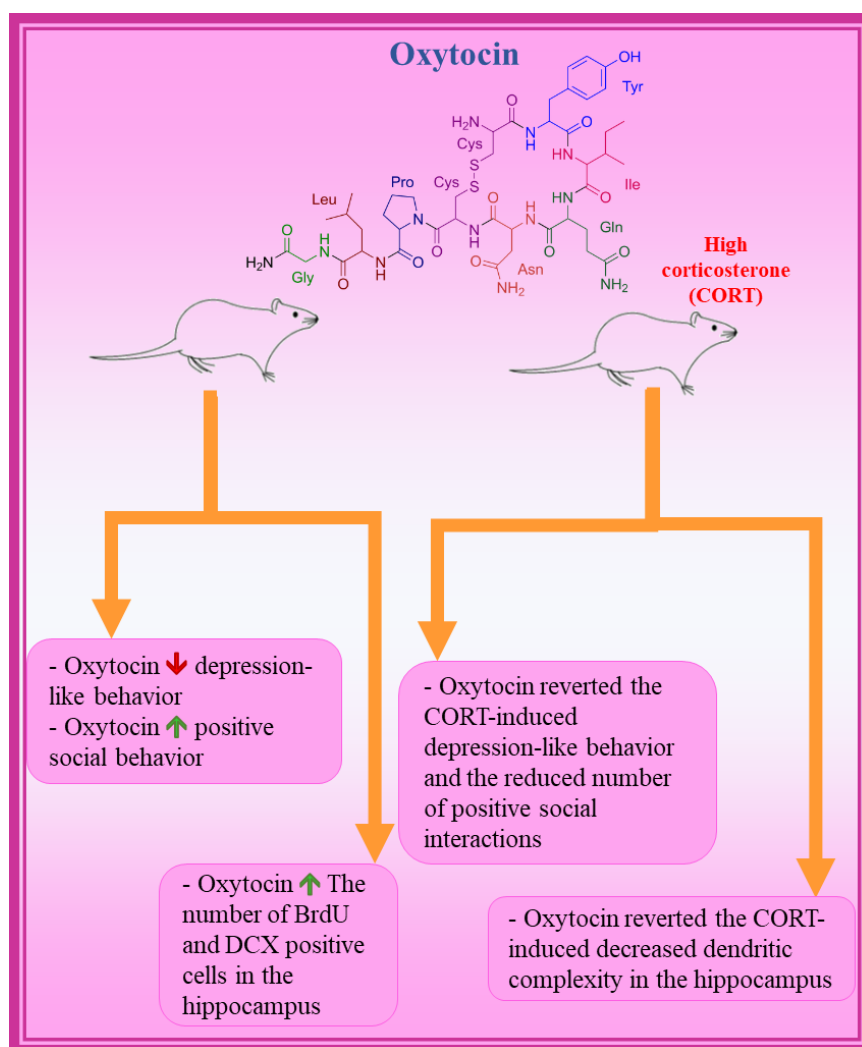 Oxytocin
OH
Tyr
O
H2N
N
H
O
Cys
HN
S
S
Cys
O
Ile
Leu
Pro
O
H
N
O
HN
Gln
O
H
N
N
O
N
H
O
O
H2N
Gly
O
N
H
O
O
Asn
NH2
O
NH2
High
corticosterone
(CORT)
- Oxytocin ↓ depression-
like behavior
- Oxytocin ↑ positive
social behavior
- Oxytocin reverted the
CORT-induced
depression-like behavior
and the reduced number
of positive social
interactions
- Oxytocin ↑ The
number of BrdU
and DCX positive
cells in the
hippocampus
- Oxytocin reverted the CORT-
induced decreased dendritic
complexity in the hippocampus